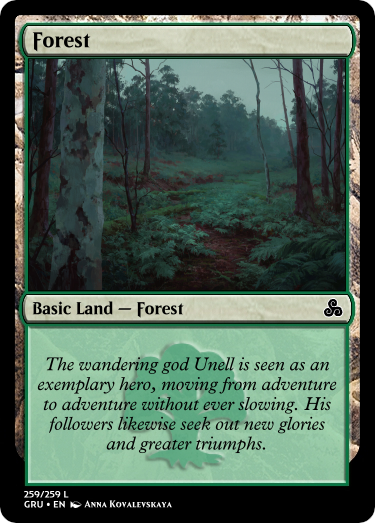 Forest
Basic Land — Forest
The wandering god Unell is seen as an
exemplary hero, moving from adventure
to adventure without ever slowing. His
followers likewise seek out new glories
and greater triumphs.
259/259 L
GRU • EN Anna Kovalevskaya